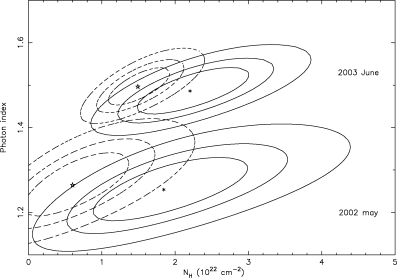 1.6
2003 June
Photon index
1.4
1.2
2002 may
0 1 2 3 4 5
N_H (10^22 cm^−2)